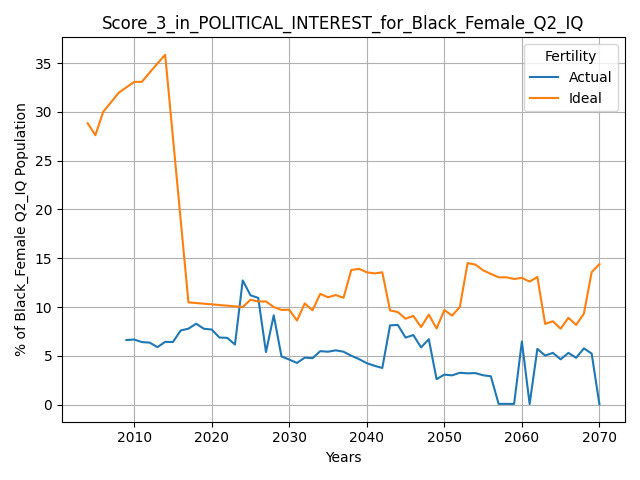 Score_3_in_POLITICAL_INTEREST_for_Black_Female_Q2_IQ
% of Black_Female Q2_IQ Population
35
30
25
20
15
10
5
0
Fertility
Actual
Ideal
2010 2020 2030 2040 2050 2060 2070
Years